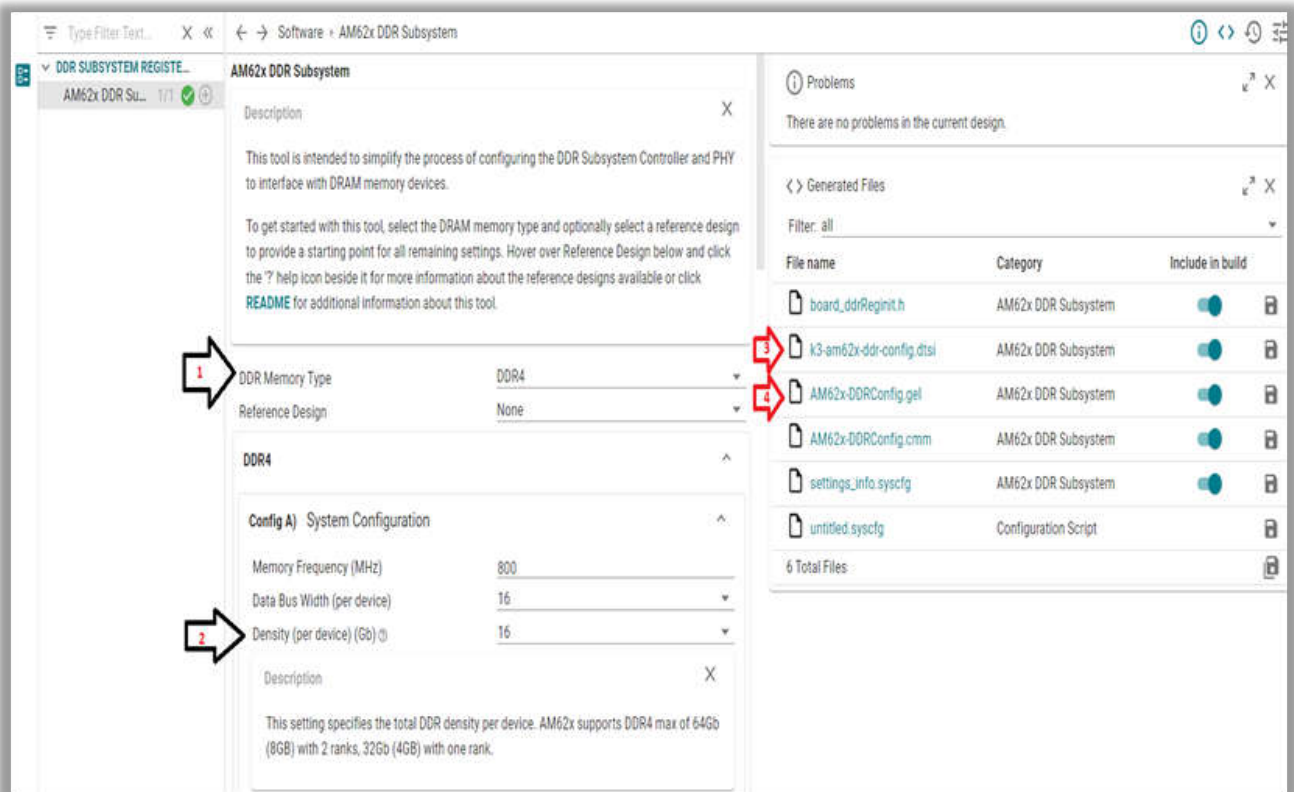 Type Filter Text... X «
← → Software › AM62x DDR Subsystem
DDR SUBSYSTEM REGISTE...
AM62x DDR Su... 1/1
AM62x DDR Subsystem
Description X
This tool is intended to simplify the process of configuring the DDR Subsystem Controller and PHY
to interface with DRAM memory devices.
To get started with this tool, select the DRAM memory type and optionally select a reference design
to provide a starting point for all remaining settings. Hover over Reference Design below and click
the '?' help icon beside it for more information about the reference designs available or click
README for additional information about this tool.
1
DDR Memory Type DDR4
Reference Design None
DDR4
Config A) System Configuration
Memory Frequency (MHz) 800
Data Bus Width (per device) 16
2
Density (per device) (Gb) 16
Description X
This setting specifies the total DDR density per device. AM62x supports DDR4 max of 64Gb
(8GB) with 2 ranks, 32Gb (4GB) with one rank.
Problems X
There are no problems in the current design.
<> Generated Files X
Filter: all
File name Category Include in build
board_ddrReginit.h AM62x DDR Subsystem
3
k3-am62x-ddr-config.dtsi AM62x DDR Subsystem
4
AM62x-DDRConfig.gel AM62x DDR Subsystem
AM62x-DDRConfig.cmm AM62x DDR Subsystem
settings_info.syscfg AM62x DDR Subsystem
untitled.syscfg Configuration Script
6 Total Files